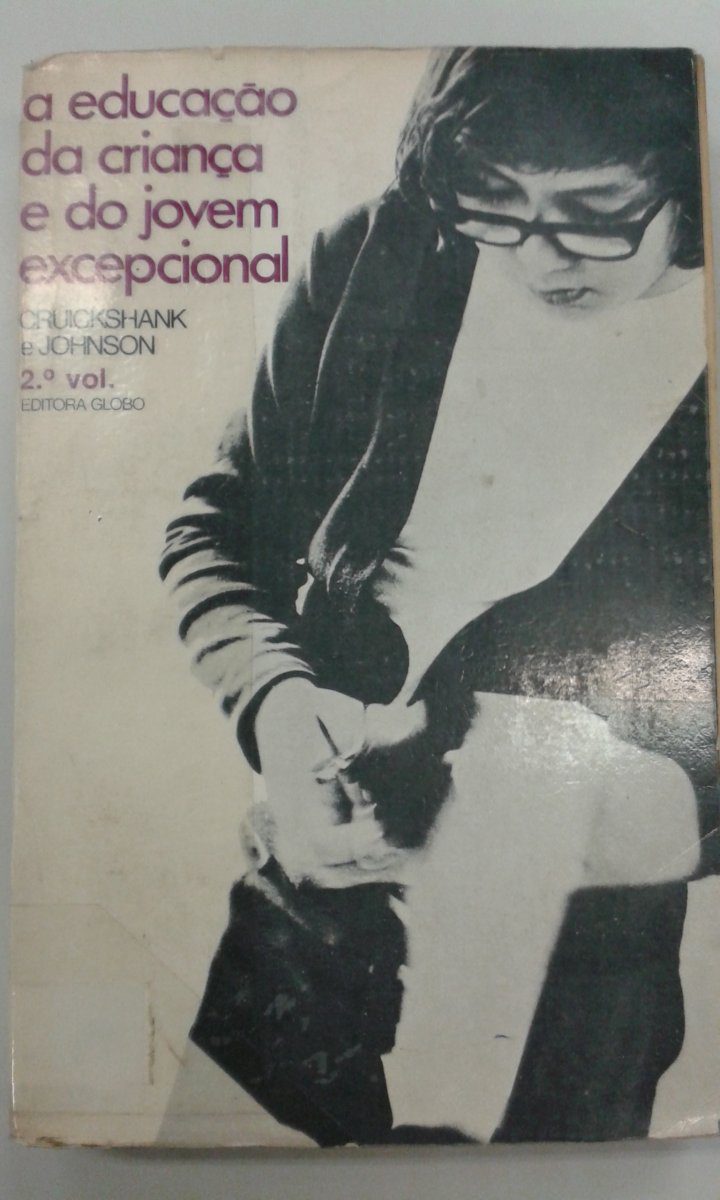 a educação
da criança
e do jovem
excepcional
CRUICKSHANK
e JOHNSON
2.º vol.
EDITORA GLOBO